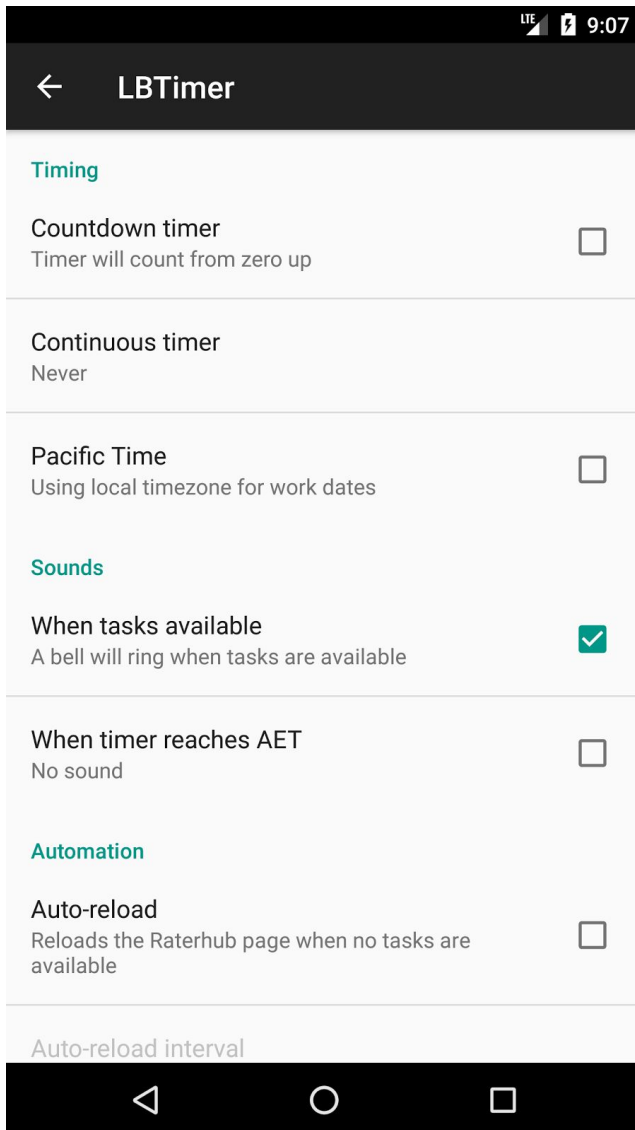 LTE 9:07
LBTimer
Timing
Countdown timer
Timer will count from zero up
Continuous timer
Never
Pacific Time
Using local timezone for work dates
Sounds
When tasks available
A bell will ring when tasks are available
When timer reaches AET
No sound
Automation
Auto-reload
Reloads the Raterhub page when no tasks are
available
Auto-reload interval